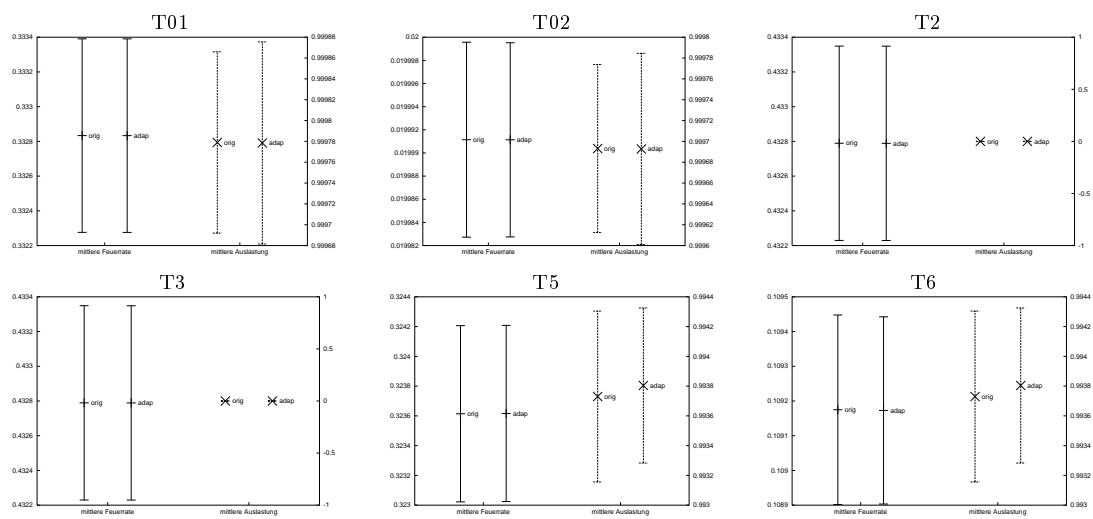 T01
0.3334
0.3332
0.333
0.3328
0.3326
0.3324
0.3322
orig
adap
orig
adap
0.99988
0.99986
0.99984
0.99982
0.9998
0.99978
0.99976
0.99974
0.99972
0.9997
0.99968
mittlere Feuerrate
mittlere Auslastung
T02
0.02
0.019998
0.019996
0.019994
0.019992
0.01999
0.019988
0.019986
0.019984
0.019982
orig
adap
orig
adap
0.9998
0.99978
0.99976
0.99974
0.99972
0.9997
0.99968
0.99966
0.99964
0.99962
0.9996
mittlere Feuerrate
mittlere Auslastung
T2
0.4334
0.4332
0.433
0.4328
0.4326
0.4324
0.4322
orig
adap
orig
adap
1
0.5
0
-0.5
-1
mittlere Feuerrate
mittlere Auslastung
T3
0.4334
0.4332
0.433
0.4328
0.4326
0.4324
0.4322
orig
adap
orig
adap
1
0.5
0
-0.5
-1
mittlere Feuerrate
mittlere Auslastung
T5
0.3244
0.3242
0.324
0.3238
0.3236
0.3234
0.3232
0.323
orig
adap
orig
adap
0.9944
0.9942
0.994
0.9938
0.9936
0.9934
0.9932
0.993
mittlere Feuerrate
mittlere Auslastung
T6
0.1095
0.1094
0.1093
0.1092
0.1091
0.109
0.1089
orig
adap
orig
adap
0.9944
0.9942
0.994
0.9938
0.9936
0.9934
0.9932
0.993
mittlere Feuerrate
mittlere Auslastung